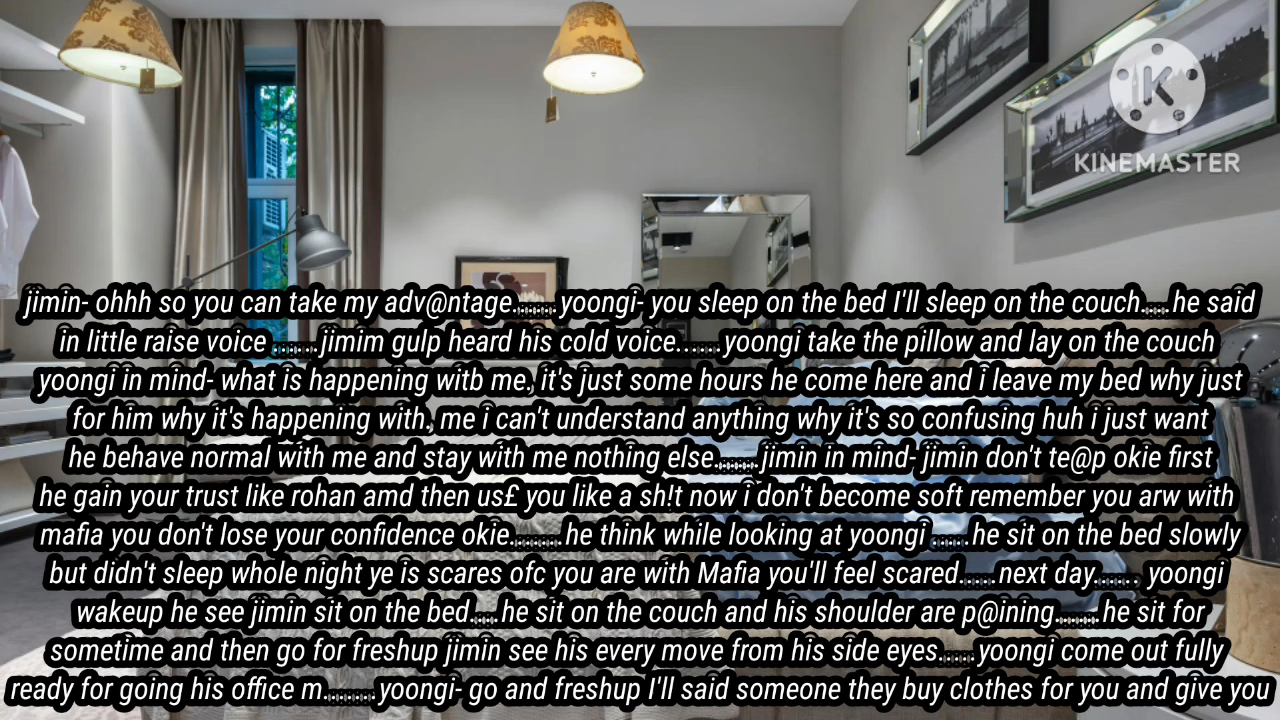 KINEMASTER
jimin- ohhh so you can take my adv@ntage........yoongi- you sleep on the bed I'll sleep on the couch.....he said
in little raise voice ........jimim gulp heard his cold voice........yoongi take the pillow and lay on the couch
yoongi in mind- what is happening witb me., it's just some hours he come here and i leave my bed why just
for him why it's happening with., me i can't understand anything why it's so confusing huh i just want
he behave normal with me and stay with me nothing else........jimin in mind- jimin don't te@p okie first
he gain your trust like rohan amd then us£ you like a sh!t now i don't become soft remember you arw with
mafia you don't lose your confidence okie..........he think while looking at yoongi .......he sit on the bed slowly
but didn't sleep whole night ye is scares ofc you are with Mafia you'll feel scared.......next day........ yoongi
wakeup he see jimin sit on the bed.....he sit on the couch and his shoulder are p@ining........he sit for
sometime and then go for freshup jimin see his every move from his side eyes.......yoongi come out fully
ready for going his office m.........yoongi- go and freshup I'll said someone they buy clothes for you and give you